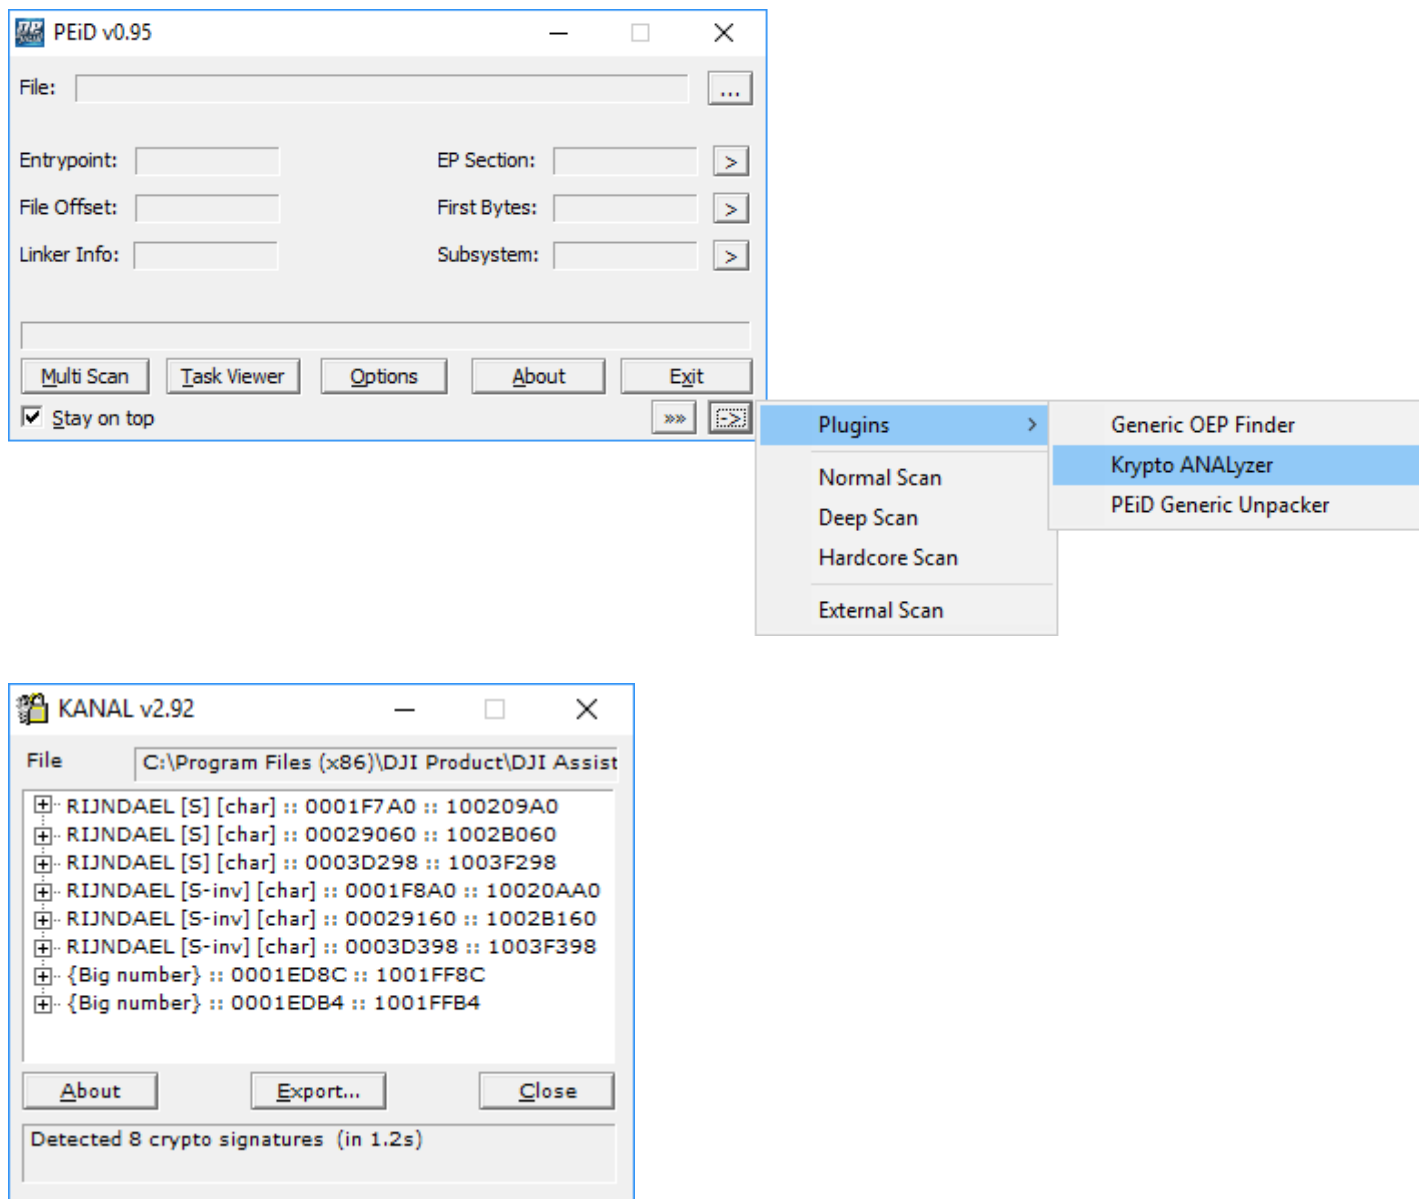 PEiD v0.95
File:
...
Entrypoint:
EP Section:
>
File Offset:
First Bytes:
>
Linker Info:
Subsystem:
>
Multi Scan
Task Viewer
Options
About
Exit
Stay on top
»»
->
Plugins
Normal Scan
Deep Scan
Hardcore Scan
External Scan
Generic OEP Finder
Krypto ANALyzer
PEiD Generic Unpacker
KANAL v2.92
File
C:\Program Files (x86)\DJI Product\DJI Assist
RIJNDAEL [S] [char] :: 0001F7A0 :: 100209A0
RIJNDAEL [S] [char] :: 00029060 :: 1002B060
RIJNDAEL [S] [char] :: 0003D298 :: 1003F298
RIJNDAEL [S-inv] [char] :: 0001F8A0 :: 10020AA0
RIJNDAEL [S-inv] [char] :: 00029160 :: 1002B160
RIJNDAEL [S-inv] [char] :: 0003D398 :: 1003F398
{Big number} :: 0001ED8C :: 1001FF8C
{Big number} :: 0001EDB4 :: 1001FFB4
About
Export...
Close
Detected 8 crypto signatures (in 1.2s)